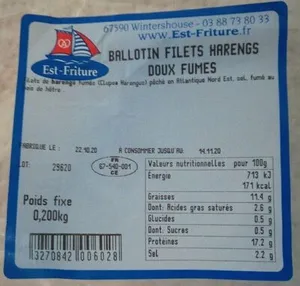 67590 Wintershouse - 03 88 73 80 33
www.Est-Friture.fr
Est-Friture
BALLOTIN FILETS HARENGS
DOUX FUMES
filets de harengs fumés (Clupea Harengus) pêché en Atlantique Nord Est, sel, fumé au
bois de hêtre
FABRIQUE LE : 22.10.20 A CONSOMMER JUSQU'AU 14.11.20
LOT: 29620
FR
67-540-001
CE
Poids fixe
0,200kg
Valeurs nutritionnelles pour 100g
Energie 713 kJ
171 kcal
Graisses 11.4 g
Dont: Acides gras saturés 2.6 g
Glucides 0.5 g
Dont: Sucres 0.5 g
Protéines 17.2 g
Sel 2.2 g
3270842 006028